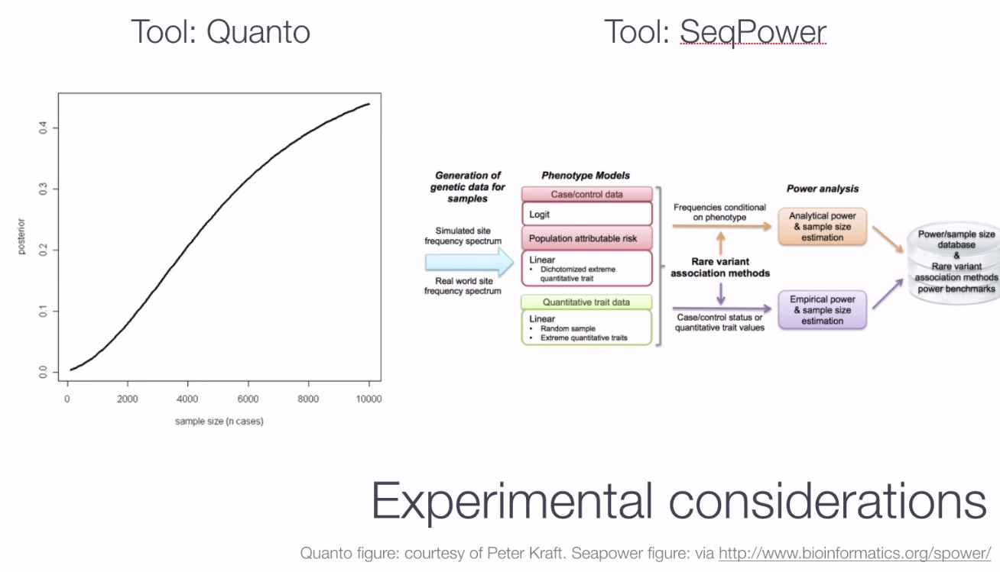 Tool: Quanto
Tool: SeqPower
posterior
0.0
0.1
0.2
0.3
0.4
0
2000
4000
6000
8000
10000
sample size (n cases)
Generation of
genetic data for
samples
Simulated site
frequency spectrum
Real world site
frequency spectrum
Phenotype Models
Case/control data
Logit
Population attributable risk
Linear
• Dichotomized extreme
quantitative trait
Quantitative trait data
Linear
• Random sample
• Extreme quantitative traits
Frequencies conditional
on phenotype
Rare variant
association methods
Case/control status or
quantitative trait values
Power analysis
Analytical power
& sample size
estimation
Empirical power
& sample size
estimation
Power/sample size
database
&
Rare variant
association methods
power benchmarks
Experimental considerations
Quanto figure: courtesy of Peter Kraft. Seapower figure: via http://www.bioinformatics.org/spower/